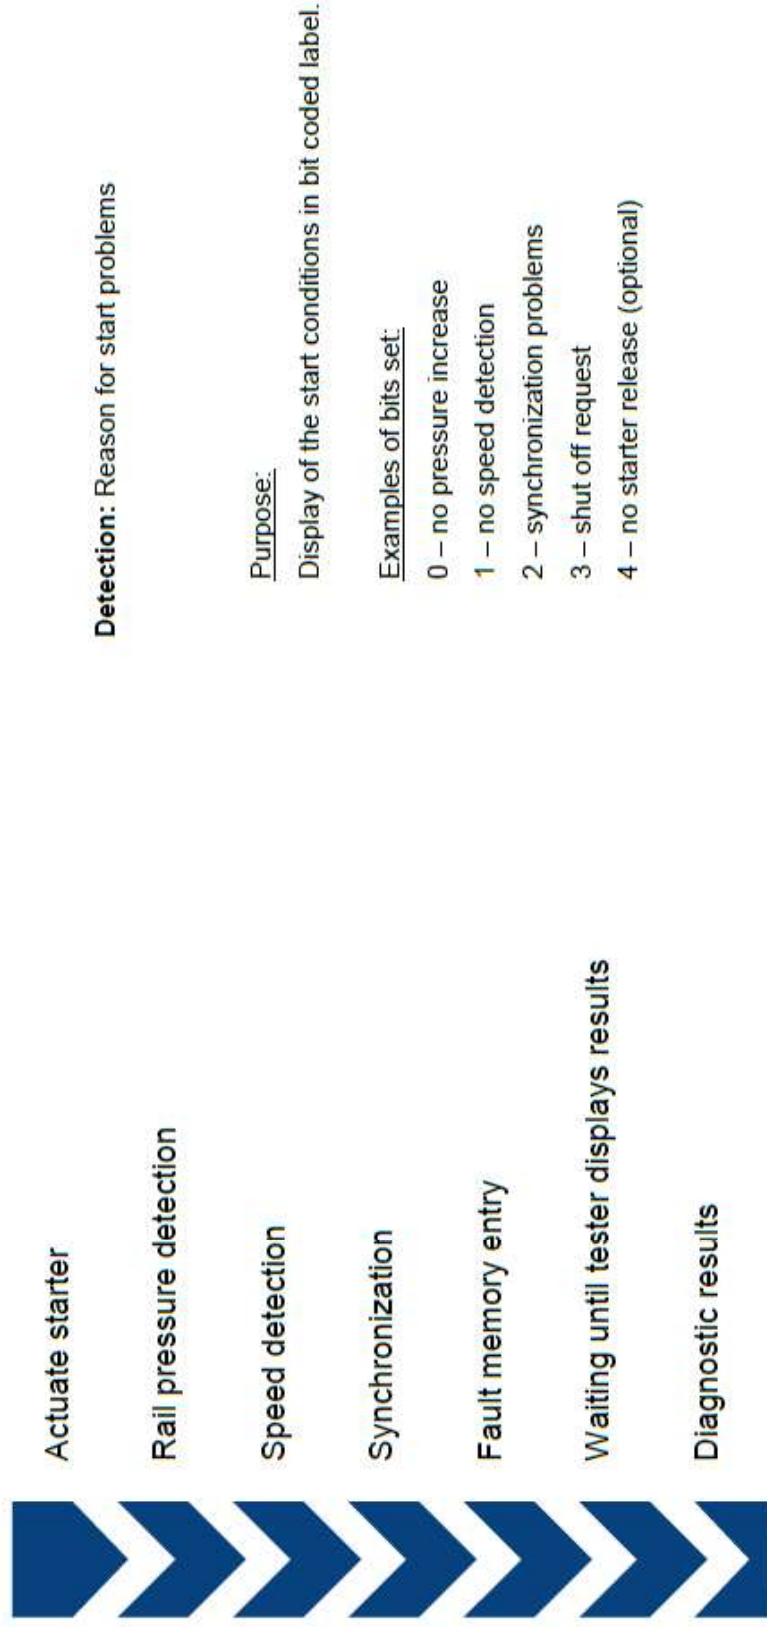 Actuate starter
Rail pressure detection
Speed detection
Synchronization
Fault memory entry
Waiting until tester displays results
Diagnostic results
Detection: Reason for start problems
Purpose:
Display of the start conditions in bit coded label.
Examples of bits set:
0 – no pressure increase
1 – no speed detection
2 – synchronization problems
3 – shut off request
4 – no starter release (optional)